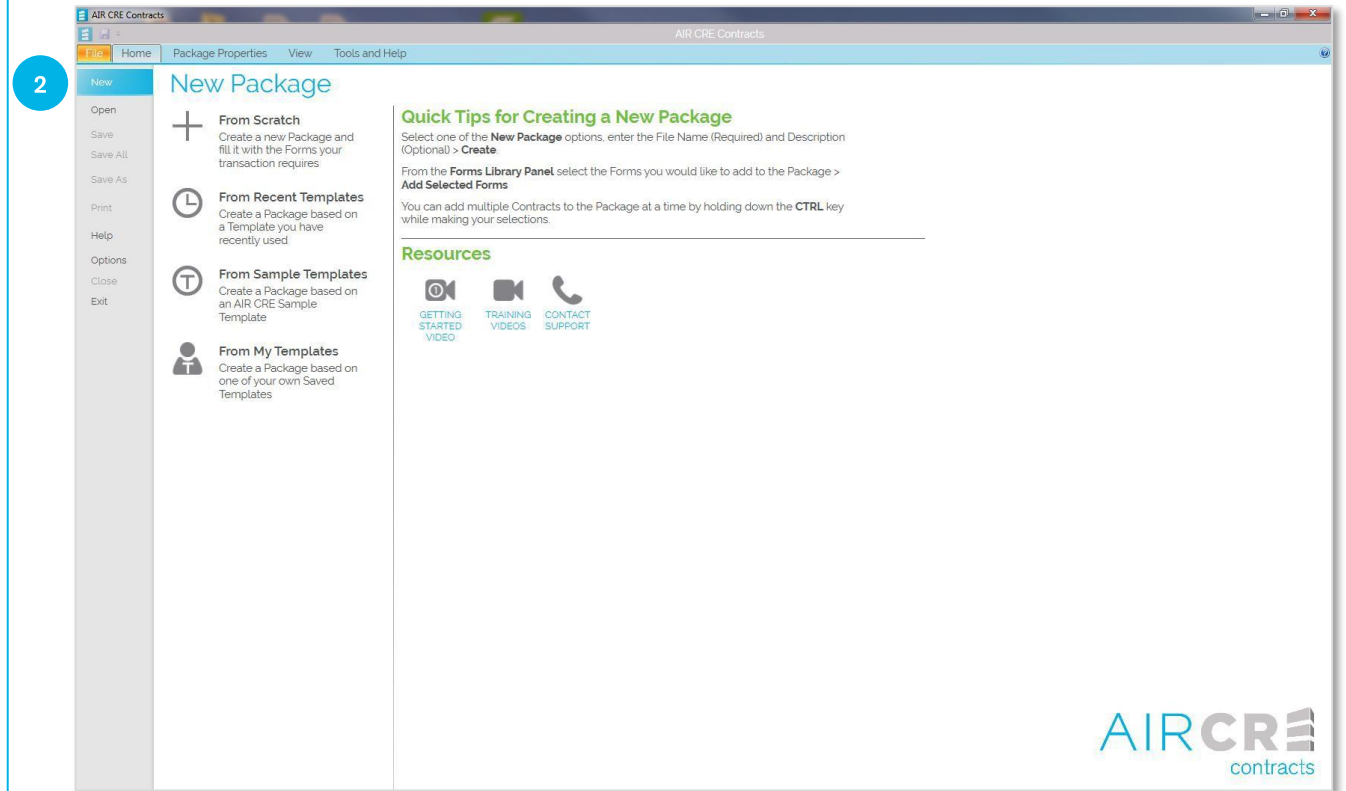 AIR CRE Contracts
AIR CRE Contracts
File Home Package Properties View Tools and Help
2
New
Open
Save
Save All
Save As
Print
Help
Options
Close
Exit
New Package
From Scratch
Create a new Package and
fill it with the Forms your
transaction requires
From Recent Templates
Create a Package based on
a Template you have
recently used
From Sample Templates
Create a Package based on
an AIR CRE Sample
Template
From My Templates
Create a Package based on
one of your own Saved
Templates
Quick Tips for Creating a New Package
Select one of the New Package options, enter the File Name (Required) and Description
(Optional) > Create.
From the Forms Library Panel select the Forms you would like to add to the Package >
Add Selected Forms
You can add multiple Contracts to the Package at a time by holding down the CTRL key
while making your selections.
Resources
GETTING
STARTED
VIDEO
TRAINING
VIDEOS
CONTACT
SUPPORT
AIRCRE
contracts